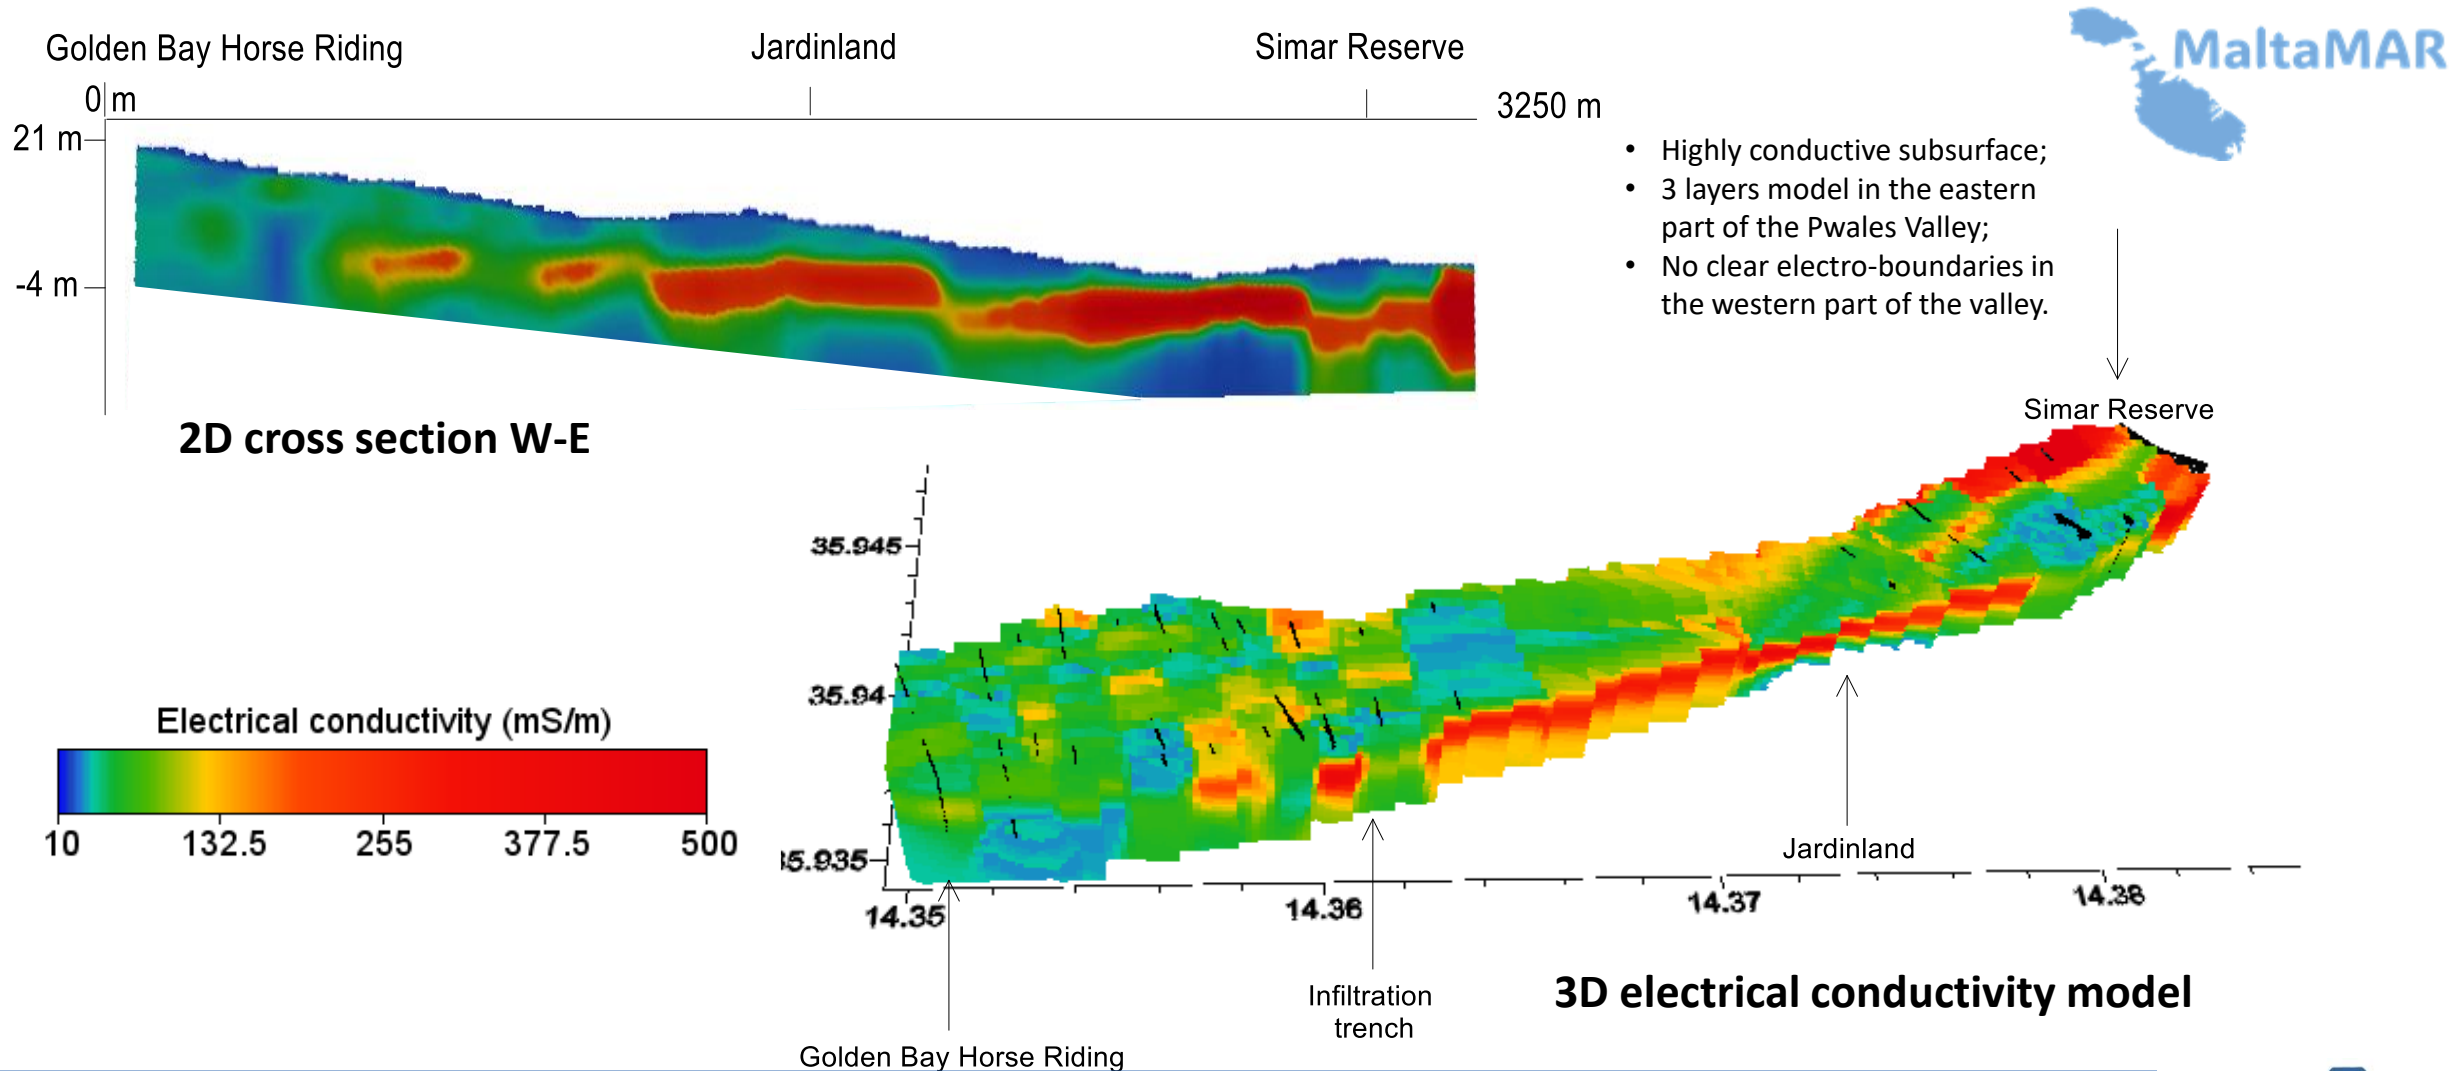 Golden Bay Horse Riding
Jardinland
Simar Reserve
MaltaMAR
0 m
3250 m
21 m
-4 m
• Highly conductive subsurface;
• 3 layers model in the eastern
part of the Pwales Valley;
• No clear electro-boundaries in
the western part of the valley.
2D cross section W-E
Simar Reserve
35.945
35.94
35.935
Electrical conductivity (mS/m)
10 132.5 255 377.5 500
Jardinland
14.35 14.36 14.37 14.38
Infiltration
trench
3D electrical conductivity model
Golden Bay Horse Riding